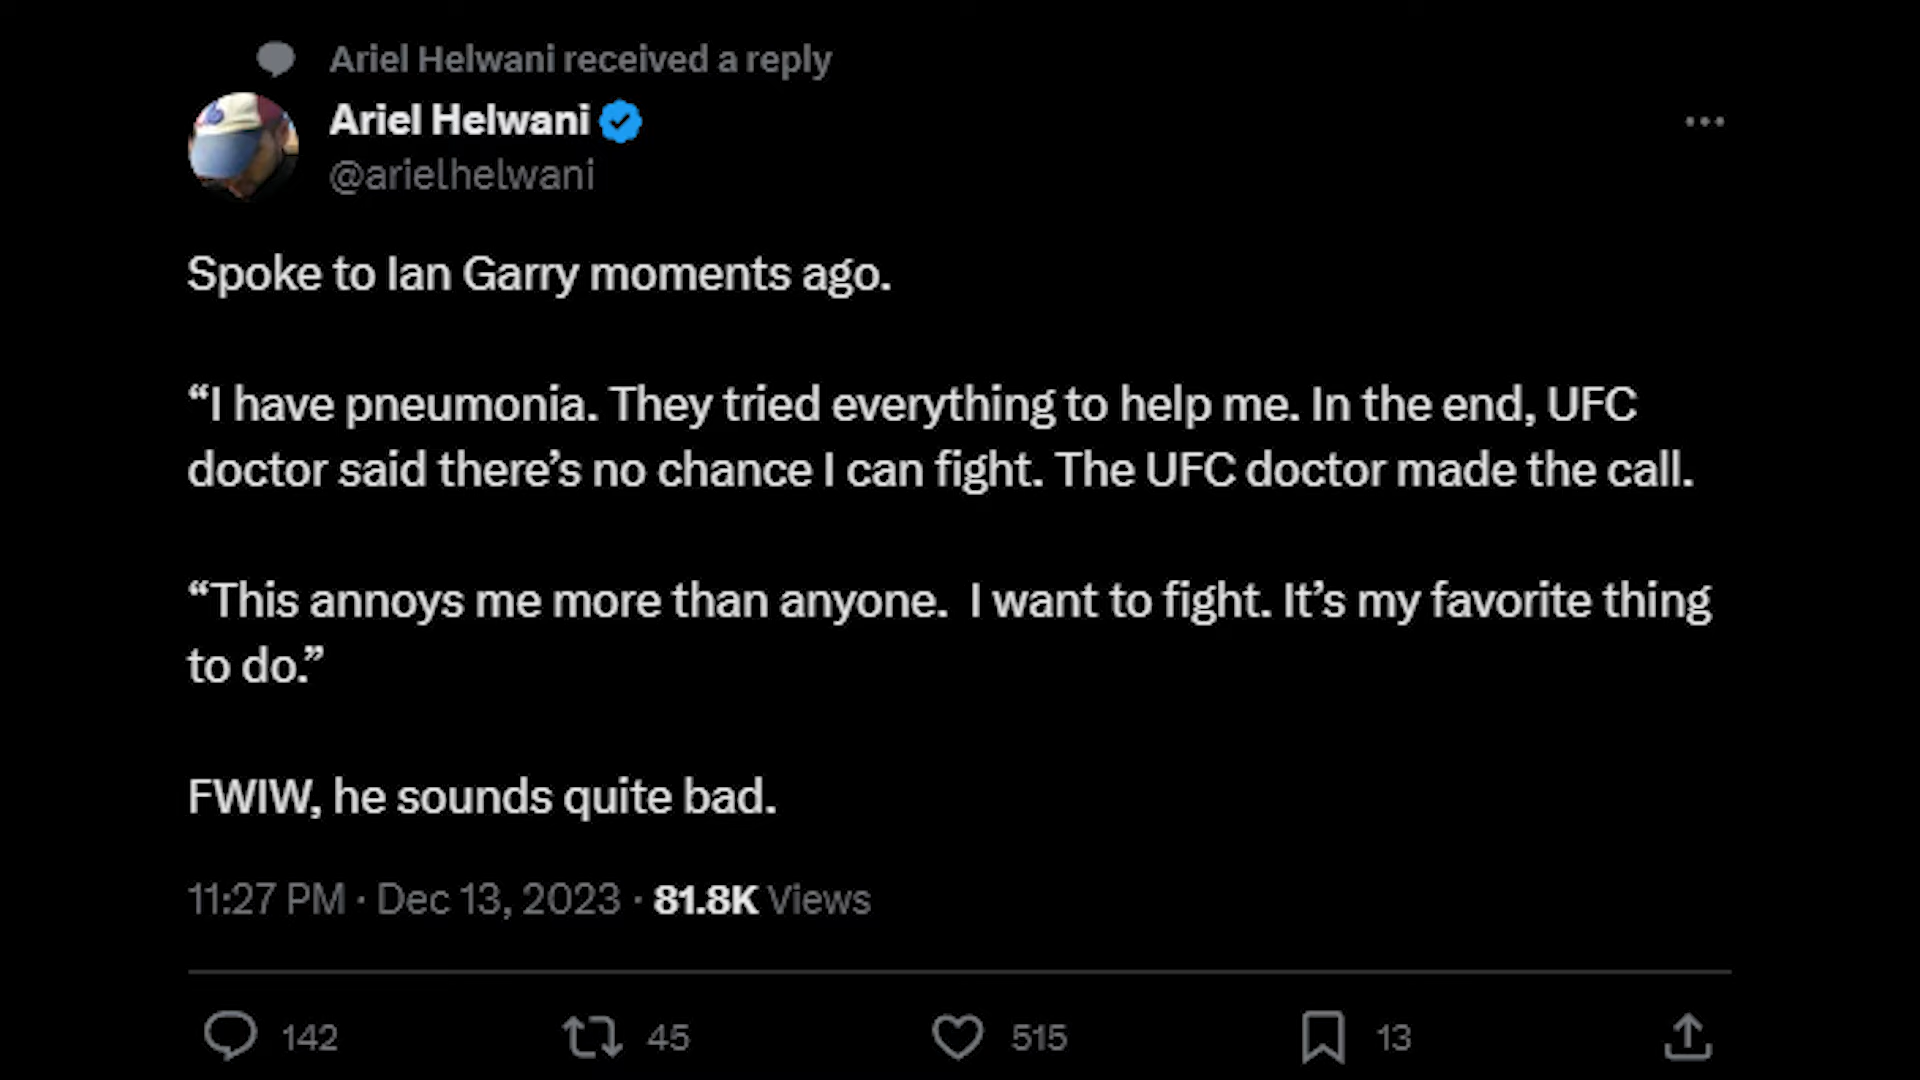 Ariel Helwani received a reply
Ariel Helwani
@arielhelwani
Spoke to Ian Garry moments ago.
“I have pneumonia. They tried everything to help me. In the end, UFC
doctor said there’s no chance I can fight. The UFC doctor made the call.
“This annoys me more than anyone.  I want to fight. It’s my favorite thing
to do.”
FWIW, he sounds quite bad.
11:27 PM · Dec 13, 2023 · 81.8K Views
142 45 515 13